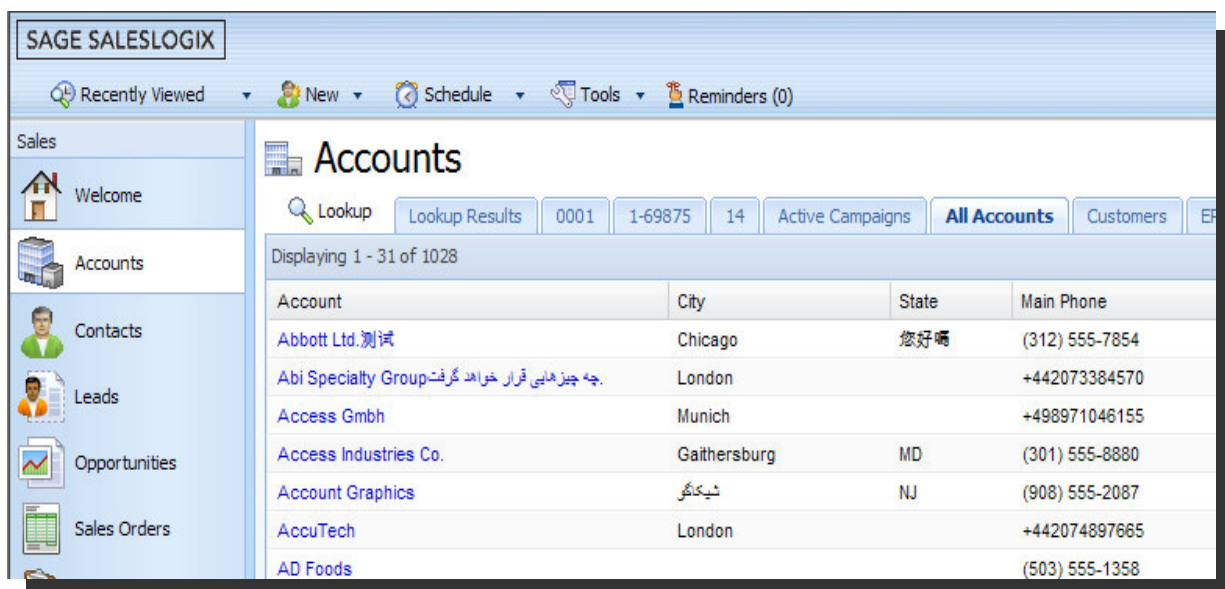 SAGE SALESLOGIX
Recently Viewed New Schedule Tools Reminders (0)
Sales
Welcome
Accounts
Contacts
Leads
Opportunities
Sales Orders
Accounts
Lookup Lookup Results 0001 1-69875 14 Active Campaigns All Accounts Customers
Displaying 1 - 31 of 1028
Account City State Main Phone
Abbott Ltd.测试 Chicago 您好嗎 (312) 555-7854
Abi Specialty Groupچه چیزهایی قرار خواهد گرفت. London +442073384570
Access Gmbh Munich +498971046155
Access Industries Co. Gaithersburg MD (301) 555-8880
Account Graphics شیکاگو NJ (908) 555-2087
AccuTech London +442074897665
AD Foods (503) 555-1358